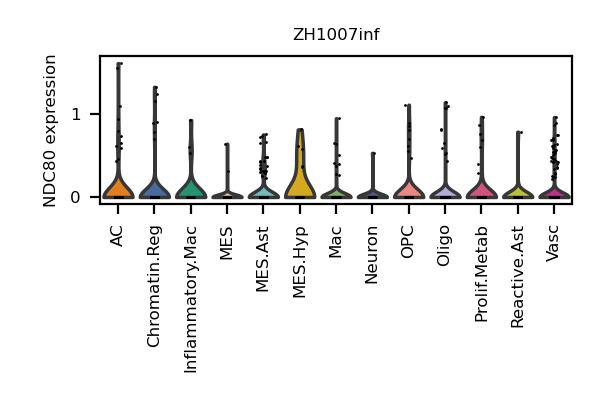 ZH1007inf
NDC80 expression
1
0
AC
Chromatin.Reg
Inflammatory.Mac
MES
MES.Ast
MES.Hyp
Mac
Neuron
OPC
Oligo
Prolif.Metab
Reactive.Ast
Vasc